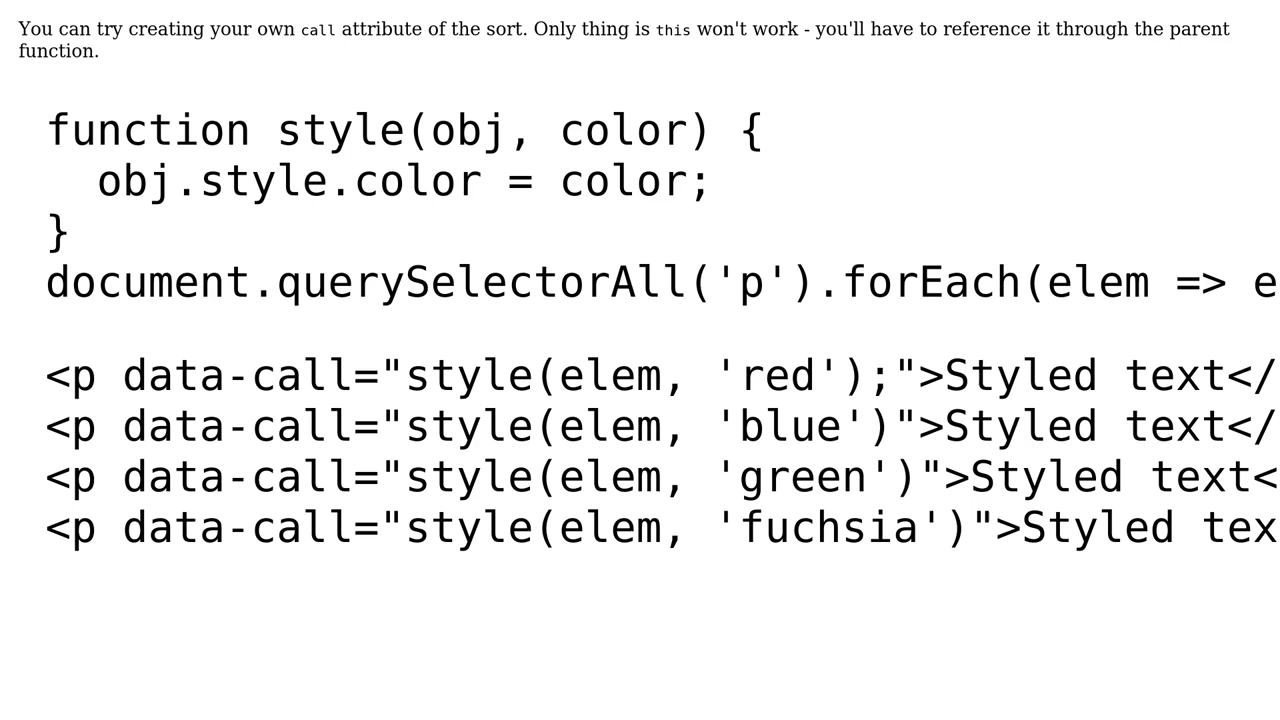 You can try creating your own call attribute of the sort. Only thing is this won't work - you'll have to reference it through the parent
function.
function style(obj, color) {
  obj.style.color = color;
}
document.querySelectorAll('p').forEach(elem => e
<p data-call="style(elem, 'red');">Styled text</
<p data-call="style(elem, 'blue')">Styled text</
<p data-call="style(elem, 'green')">Styled text<
<p data-call="style(elem, 'fuchsia')">Styled tex